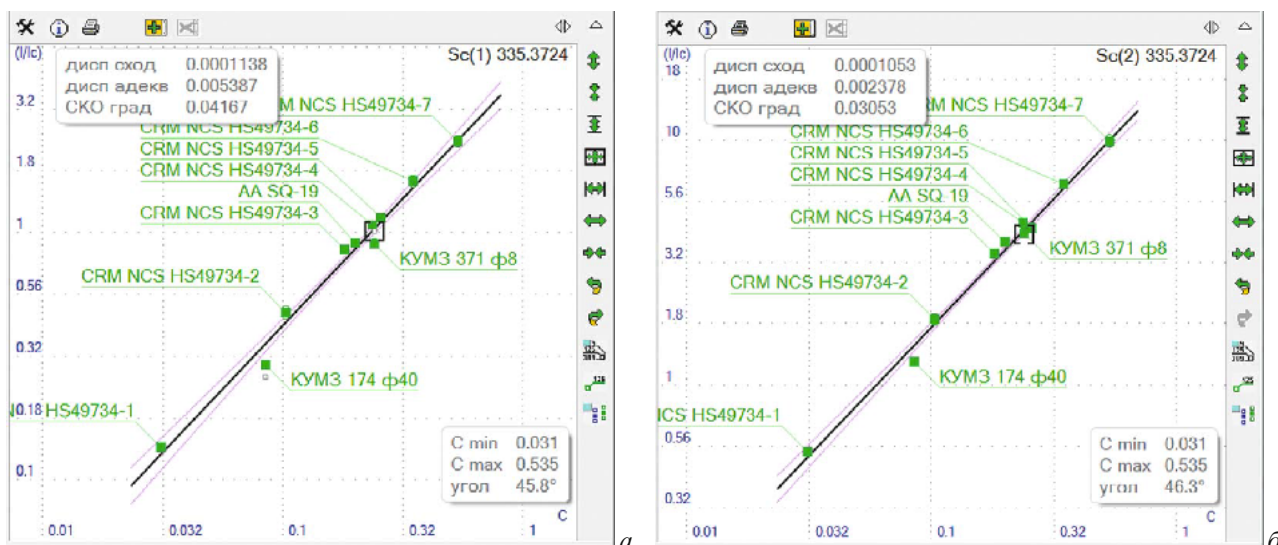 (I/Ic)
Sc(1) 335.3724
дисп сход 0.0001138
дисп адекв 0.005387
СКО град 0.04167
M NCS HS49734-7
CRM NCS HS49734-6
CRM NCS HS49734-5
CRM NCS HS49734-4
AA SQ-19
CRM NCS HS49734-3
КУМЗ 371 ф8
CRM NCS HS49734-2
КУМЗ 174 ф40
HS49734-1
3.2
1.8
1
0.56
0.32
0.18
0.1
C min 0.031
C max 0.535
угол 45.8°
C
0.01 0.032 0.1 0.32 1
а
(I/Ic)
Sc(2) 335.3724
дисп сход 0.0001053
дисп адекв 0.002378
СКО град 0.03053
M NCS HS49734-7
CRM NCS HS49734-6
CRM NCS HS49734-5
CRM NCS HS49734-4
AA SQ-19
CRM NCS HS49734-3
КУМЗ 371 ф8
CRM NCS HS49734-2
КУМЗ 174 ф40
ICS HS49734-1
18
10
5.6
3.2
1.8
1
0.56
0.32
C min 0.031
C max 0.535
угол 46.3°
C
0.01 0.032 0.1 0.32 1
б